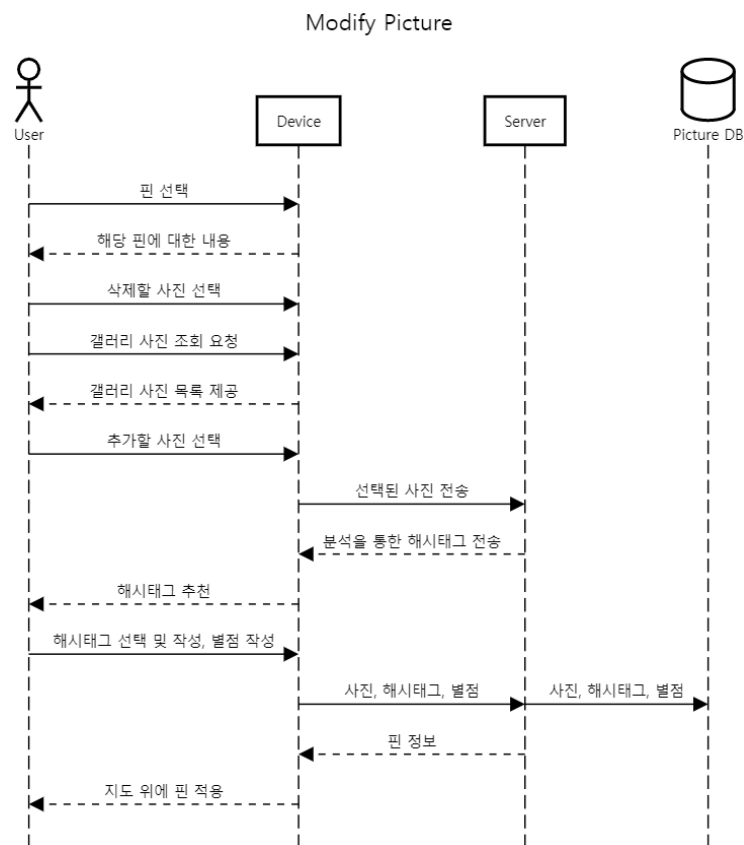 Modify Picture
User
Device
Server
Picture DB
핀 선택
해당 핀에 대한 내용
삭제할 사진 선택
갤러리 사진 조회 요청
갤러리 사진 목록 제공
추가할 사진 선택
선택된 사진 전송
분석을 통한 해시태그 전송
해시태그 추천
해시태그 선택 및 작성, 별점 작성
사진, 해시태그, 별점
사진, 해시태그, 별점
핀 정보
지도 위에 핀 적용